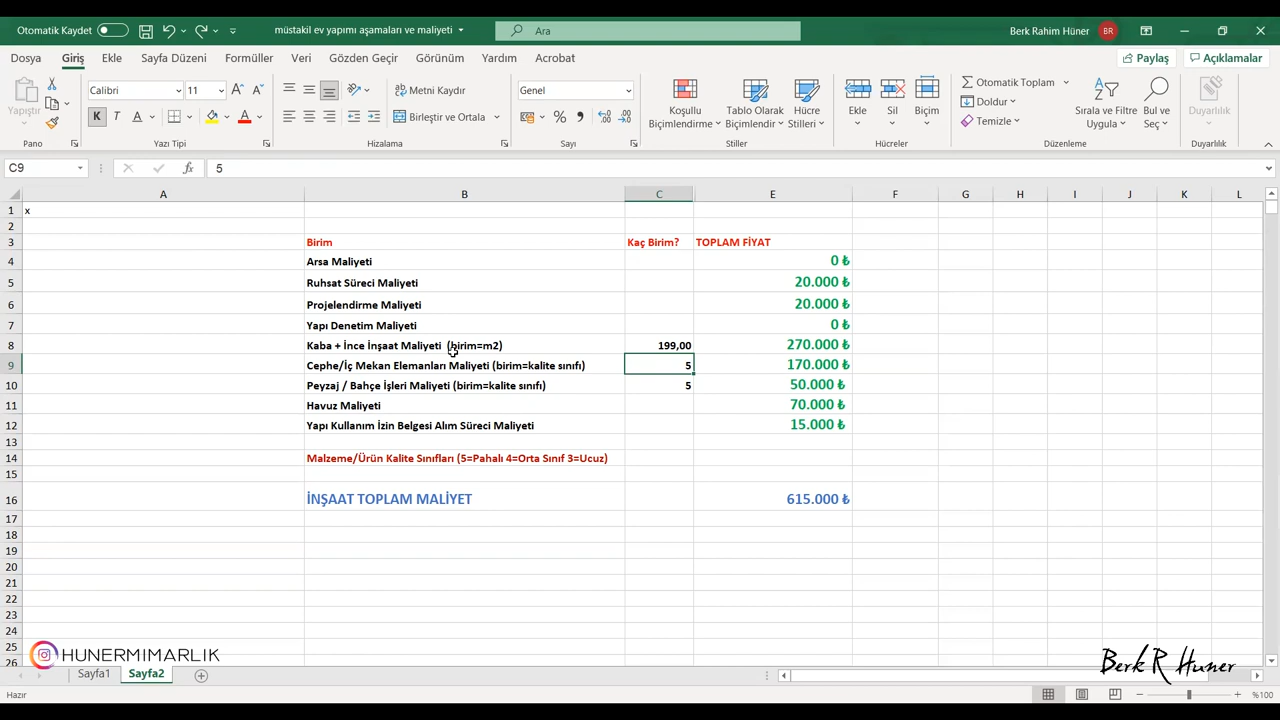 Otomatik Kaydet
müstakil ev yapımı aşamaları ve maliyeti
Ara
Berk Rahim Hüner
BR
Dosya Giriş Ekle Sayfa Düzeni Formüller Veri Gözden Geçir Görünüm Yardım Acrobat
Paylaş
Açıklamalar
Yapıştır
Calibri 11
K T A
Metni Kaydır
Birleştir ve Ortala
Genel
Koşullu Biçimlendirme
Tablo Olarak Biçimlendir
Hücre Stilleri
Ekle
Sil
Biçim
Otomatik Toplam
Doldur
Temizle
Sırala ve Filtre Uygula
Bul ve Seç
Duyarlılık
Pano Yazı Tipi Hizalama Sayı Stiller Hücreler Düzenleme Duyarlılık
C9 fx 5
A B C E F G H I J K L
1 x
2
3 Birim Kaç Birim? TOPLAM FİYAT
4 Arsa Maliyeti 0 ₺
5 Ruhsat Süreci Maliyeti 20.000 ₺
6 Projelendirme Maliyeti 20.000 ₺
7 Yapı Denetim Maliyeti 0 ₺
8 Kaba + İnce İnşaat Maliyeti (birim=m2) 199,00 270.000 ₺
9 Cephe/İç Mekan Elemanları Maliyeti (birim=kalite sınıfı) 5 170.000 ₺
10 Peyzaj / Bahçe İşleri Maliyeti (birim=kalite sınıfı) 5 50.000 ₺
11 Havuz Maliyeti 70.000 ₺
12 Yapı Kullanım İzin Belgesi Alım Süreci Maliyeti 15.000 ₺
13
14 Malzeme/Ürün Kalite Sınıfları (5=Pahalı 4=Orta Sınıf 3=Ucuz)
15
16 İNŞAAT TOPLAM MALİYET 615.000 ₺
17
18
19
20
21
22
23
24
25
26
HUNERMIMARLIK
Berk R Huner
Sayfa1 Sayfa2
Hazır
%100